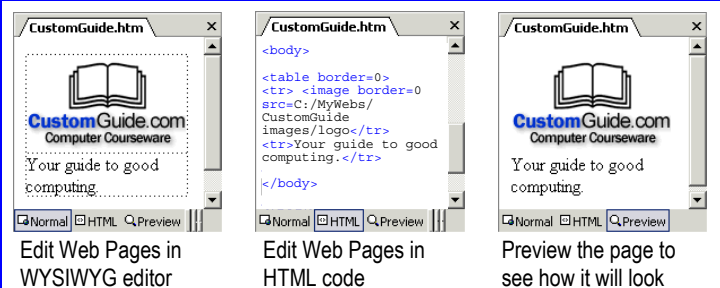 CustomGuide.htm ×
CustomGuide.com
Computer Courseware
Your guide to good
computing.
Normal HTML Preview
Edit Web Pages in
WYSIWYG editor
CustomGuide.htm ×
<body>
<table border=0>
<tr> <image border=0
src=C:/MyWebs/
CustomGuide
images/logo</tr>
<tr>Your guide to good
computing.</tr>
</body>
Normal HTML Preview
Edit Web Pages in
HTML code
CustomGuide.htm ×
CustomGuide.com
Computer Courseware
Your guide to good
computing.
Normal HTML Preview
Preview the page to
see how it will look